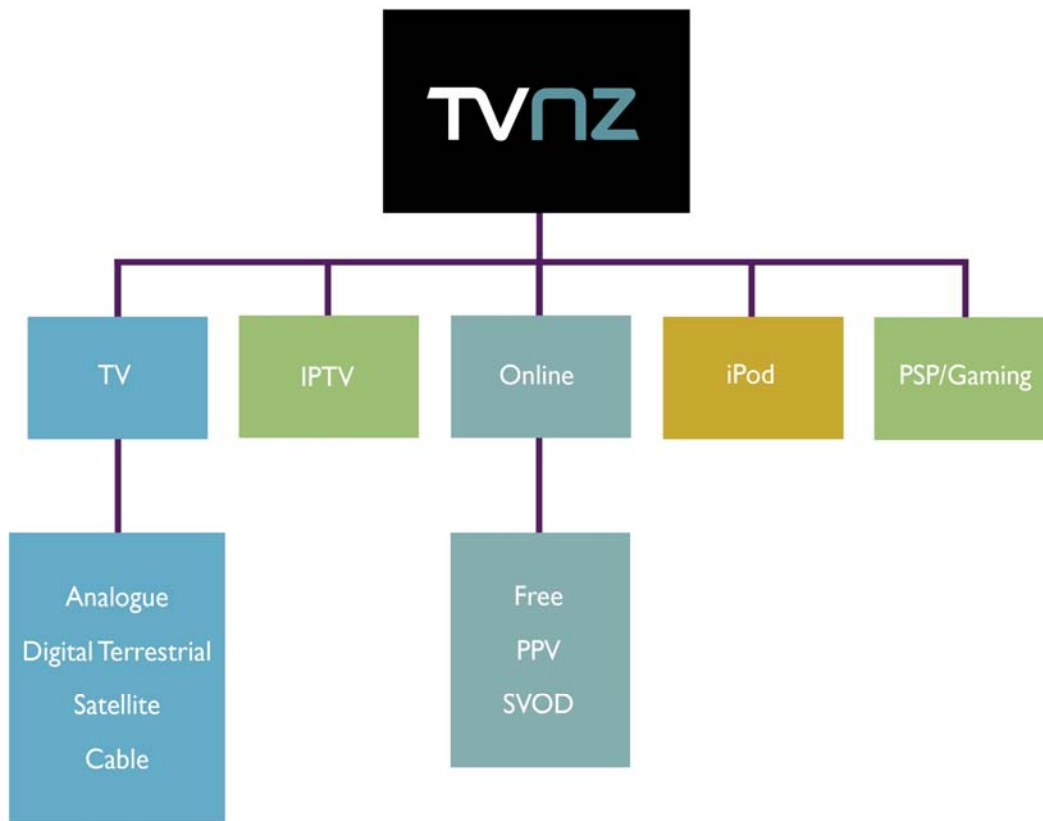 TVNZ
TV
IPTV
Online
iPod
PSP/Gaming
Analogue
Digital Terrestrial
Satellite
Cable
Free
PPV
SVOD